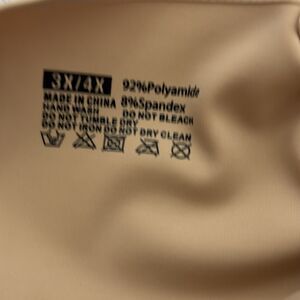 3X/4X 92%Polyamide
MADE IN CHINA 8%Spandex
HAND WASH DO NOT BLEACH
DO NOT TUMBLE DRY
DO NOT IRON DO NOT DRY CLEAN